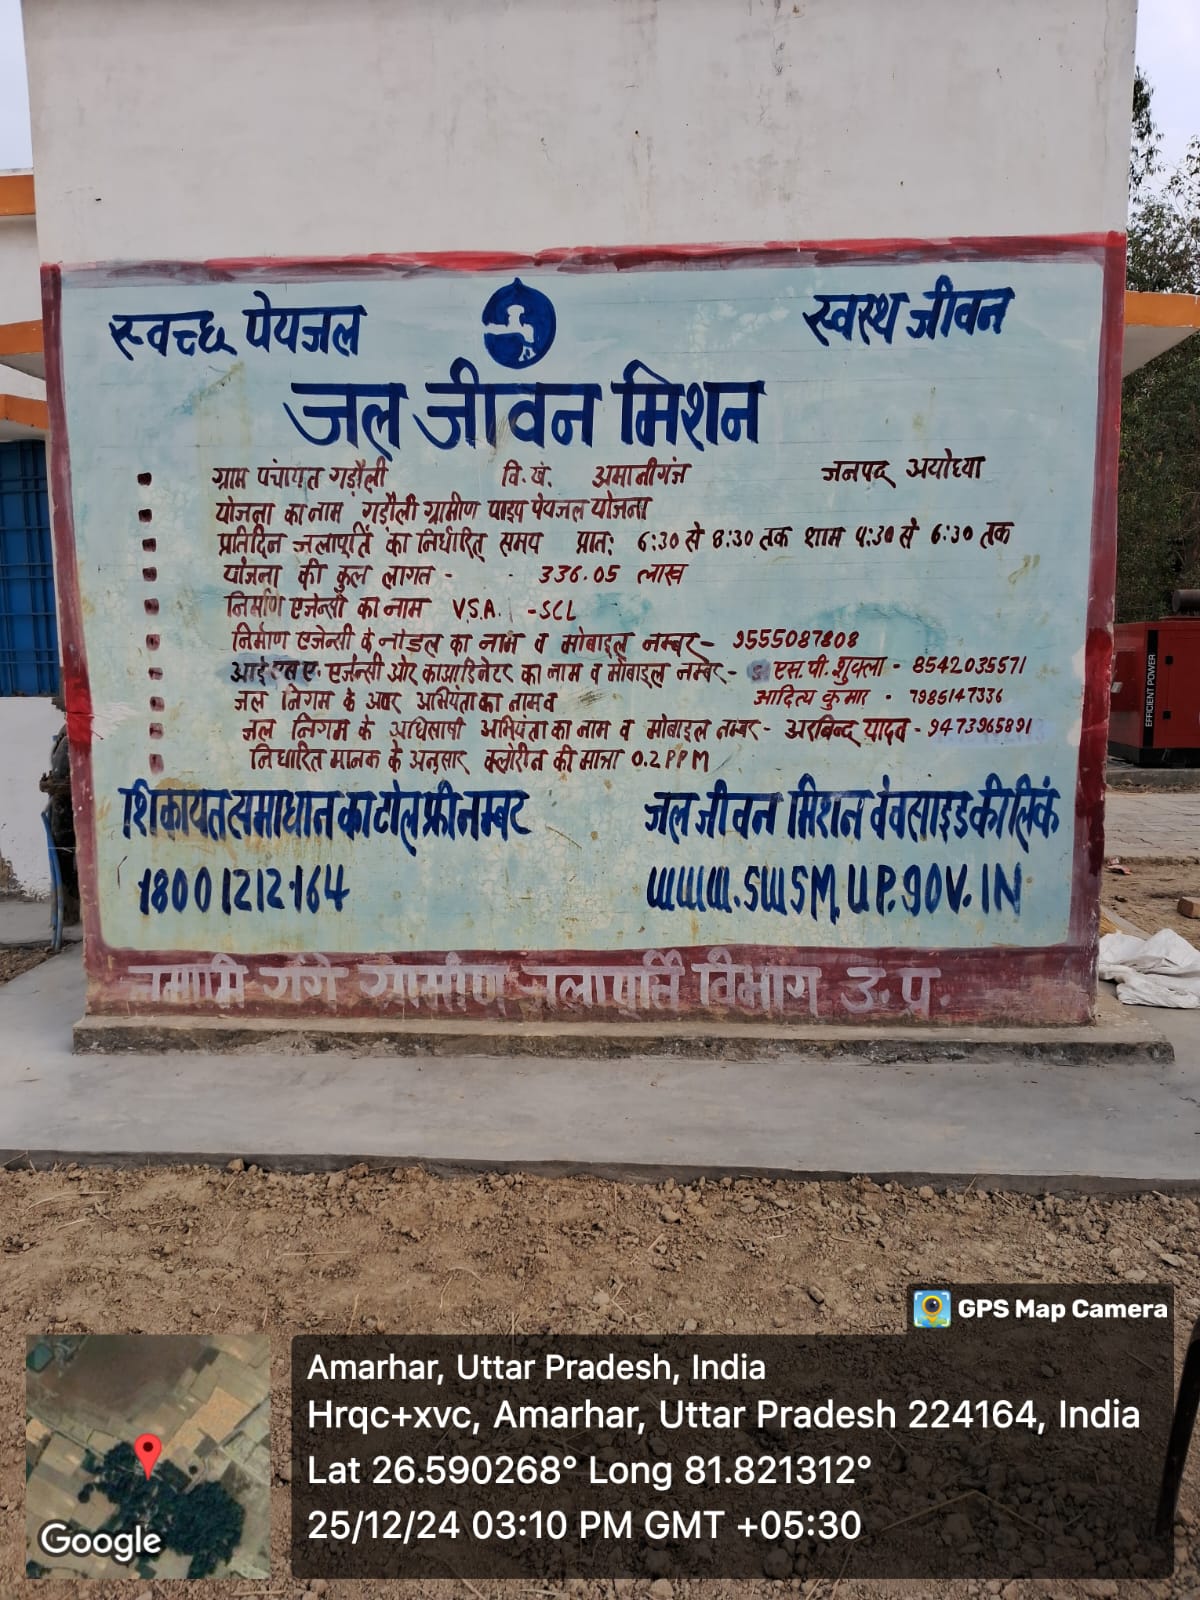 स्वच्छ पेयजल स्वस्थ जीवन
जल जीवन मिशन
ग्राम पंचायत गड़ौली वि.खं. अमानीगंज जनपद अयोध्या
योजना का नाम गड़ौली ग्रामीण पाइप पेयजल योजना
प्रतिदिन जलापूर्ति का निर्धारित् समय प्रात: 6:30 से 8:30 तक शाम 4:30 से 6:30 तक
योजना की कुल लागत - 336.05 लाख
निर्माण एजेन्सी का नाम V.S.A. -SCL
निर्माण एजेन्सी के नोडल का नाम व मोबाइल नम्बर- 9555087808
आई एस ए. एजेन्सी और काआर्डिनेटर का नाम व मोबाइल नम्बर- एस.पी.शुक्ला - 8542035571
जल निगम के अवर अभियंता का नाम व आदित्य कुमार - 7985147336
जल निगम के अधिसाषी अभियंता का नाम व मोबाइल नम्बर- अरबिन्द यादव - 9473965891
निर्धारित मानक के अनुसार क्लोरीन की मात्रा 0.2 PPM
शिकायत समाधान का टोल फ्री नम्बर जल जीवन मिशन वेवसाइड की लिंक
18001212164 WWW.SWSM.UP.GOV.IN
नमामि गंगे ग्रामीण जलापूर्ति विभाग उ.प्र.
EFFICIENT POWER
GPS Map Camera
Amarhar, Uttar Pradesh, India
Hrqc+xvc, Amarhar, Uttar Pradesh 224164, India
Lat 26.590268° Long 81.821312°
25/12/24 03:10 PM GMT +05:30
Google